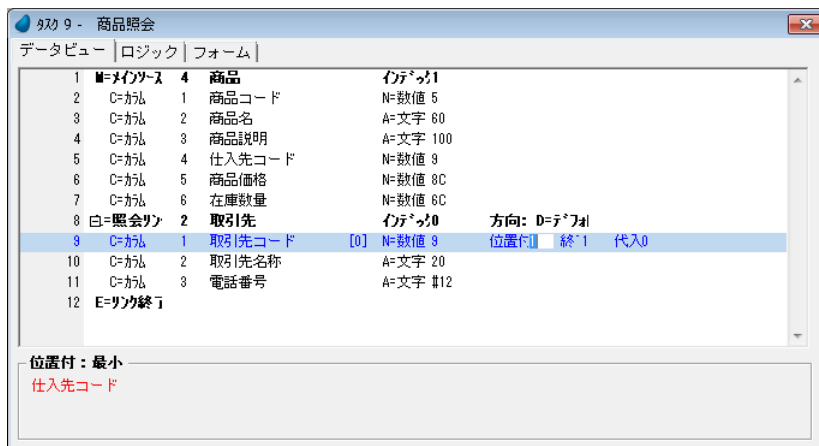 ﾀｽｸ 9 - 商品照会
データビュー ロジック フォーム
1 M=ﾒｲﾝｿｰｽ 4 商品 ｲﾝﾃﾞｯｸ1
2 C=ｶﾗﾑ 1 商品コード N=数値 5
3 C=ｶﾗﾑ 2 商品名 A=文字 60
4 C=ｶﾗﾑ 3 商品説明 A=文字 100
5 C=ｶﾗﾑ 4 仕入先コード N=数値 9
6 C=ｶﾗﾑ 5 商品価格 N=数値 8C
7 C=ｶﾗﾑ 6 在庫数量 N=数値 6C
8 =照会ﾘﾝ 2 取引先 ｲﾝﾃﾞｯｸ0 方向: D=ﾃﾞﾌｫﾙ
9 C=ｶﾗﾑ 1 取引先コード [0] N=数値 9 位置付1 終 1 代入0
10 C=ｶﾗﾑ 2 取引先名称 A=文字 20
11 C=ｶﾗﾑ 3 電話番号 A=文字 #12
12 E=ﾘﾝｸ終了
位置付：最小
仕入先コード